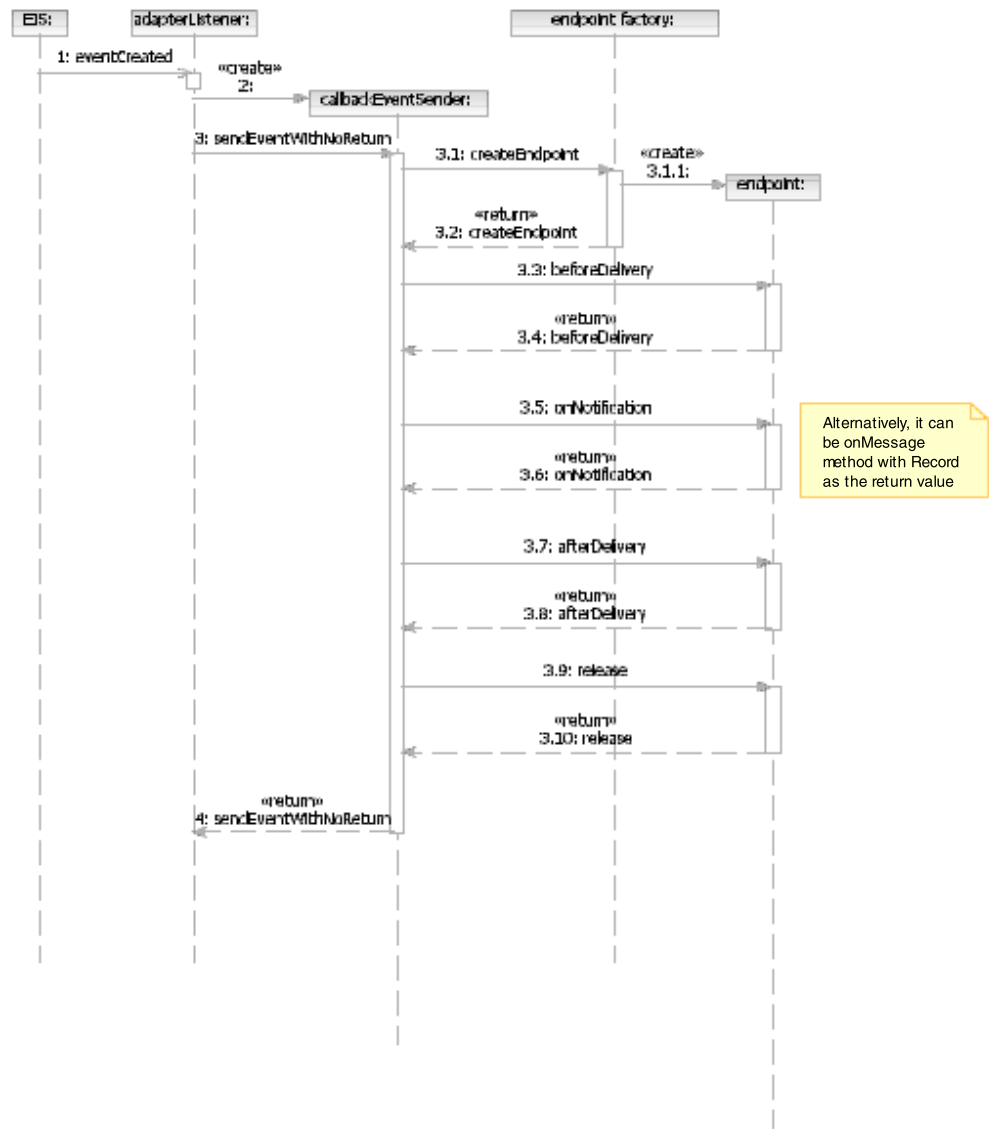 EIS:
adapterListener:
endpoint factory:
1: eventCreated
«create»
2:
callbackEventSender:
3: sendEventWithNoReturn
3.1: createEndpoint
«create»
3.1.1:
endpoint:
«return»
3.2: createEndpoint
3.3: beforeDelivery
«return»
3.4: beforeDelivery
3.5: onNotification
Alternatively, it can
be onMessage
method with Record
as the return value
«return»
3.6: onNotification
3.7: afterDelivery
«return»
3.8: afterDelivery
3.9: release
«return»
3.10: release
«return»
4: sendEventWithNoReturn